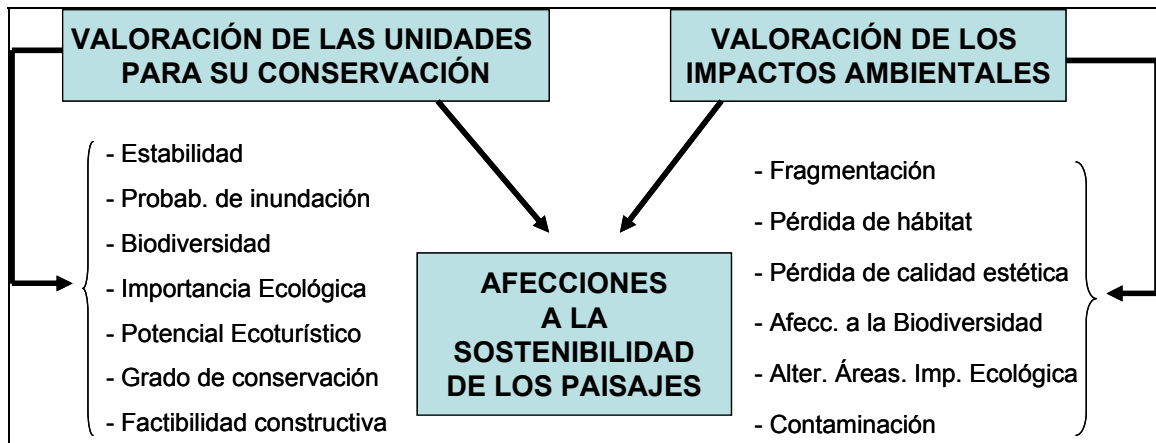 VALORACIÓN DE LAS UNIDADES
PARA SU CONSERVACIÓN
VALORACIÓN DE LOS
IMPACTOS AMBIENTALES
- Estabilidad
- Probab. de inundación
- Biodiversidad
- Importancia Ecológica
- Potencial Ecoturístico
- Grado de conservación
- Factibilidad constructiva
AFECCIONES
A LA
SOSTENIBILIDAD
DE LOS PAISAJES
- Fragmentación
- Pérdida de hábitat
- Pérdida de calidad estética
- Afecc. a la Biodiversidad
- Alter. Áreas. Imp. Ecológica
- Contaminación